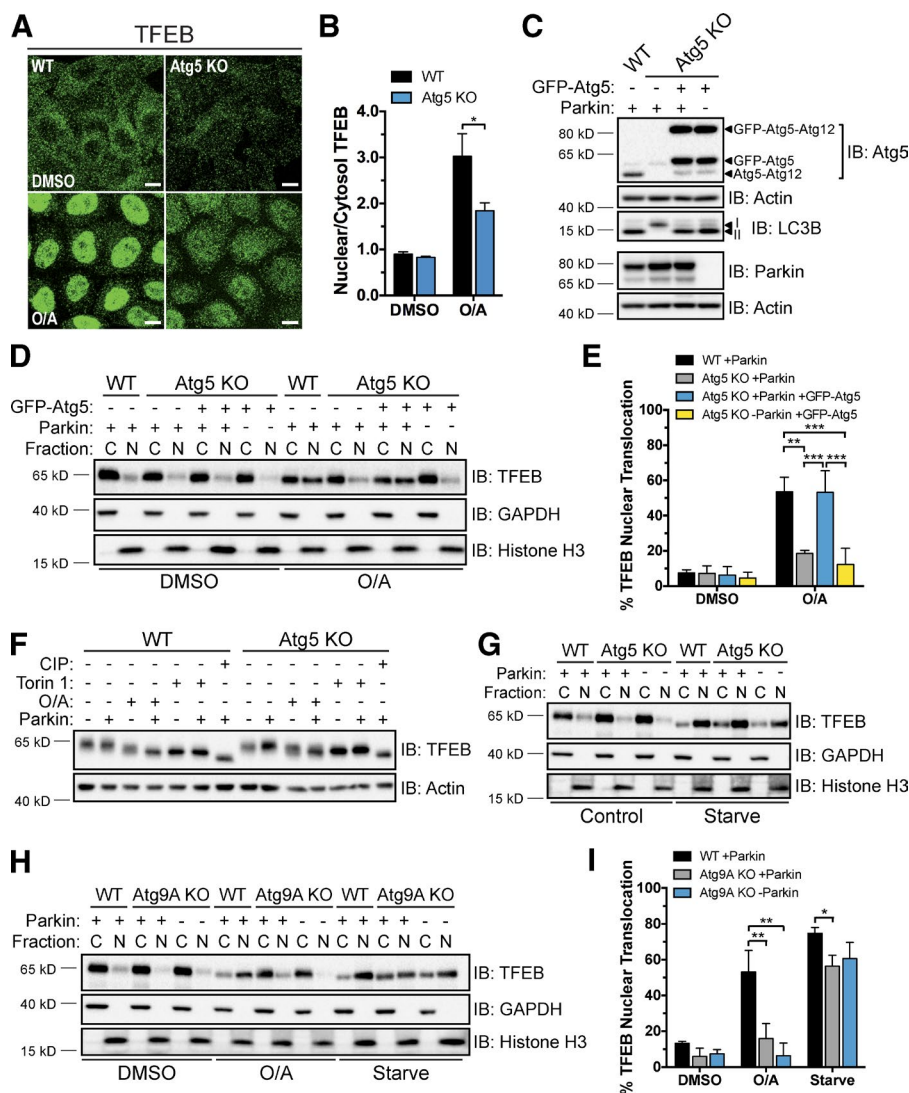 A
TFEB
WT
Atg5 KO
DMSO
O/A
B
Nuclear/Cytosol TFEB
4.0
3.0
2.0
1.0
0.0
WT
Atg5 KO
*
DMSO
O/A
C
WT
Atg5 KO
GFP-Atg5: - - + +
Parkin: + + + -
80 kD
65 kD
GFP-Atg5-Atg12
GFP-Atg5
Atg5-Atg12
IB: Atg5
IB: Actin
40 kD
15 kD
I
II
IB: LC3B
80 kD
IB: Parkin
40 kD
IB: Actin
D
WT Atg5 KO WT Atg5 KO
GFP-Atg5: - - - - + + + + - - - - + + + +
Parkin: + + + + + + - - + + + + + + - -
Fraction: C N C N C N C N C N C N C N C N
65 kD
IB: TFEB
40 kD
IB: GAPDH
15 kD
IB: Histone H3
DMSO
O/A
E
WT +Parkin
Atg5 KO +Parkin
Atg5 KO +Parkin +GFP-Atg5
Atg5 KO -Parkin +GFP-Atg5
% TFEB Nuclear Translocation
100
80
60
40
20
0
***
** *** ***
DMSO
O/A
F
WT
Atg5 KO
CIP: - - - - - - + - - - - - - +
Torin 1: - - - - + + - - - - - + + -
O/A: - - + + - - - - - + + - - -
Parkin: - + - + - + + - + - + - + +
65 kD
IB: TFEB
IB: Actin
40 kD
G
WT Atg5 KO WT Atg5 KO
Parkin: + + + + - - + + + + - -
Fraction: C N C N C N C N C N C N
65 kD
IB: TFEB
40 kD
IB: GAPDH
15 kD
IB: Histone H3
Control
Starve
H
WT Atg9A KO WT Atg9A KO WT Atg9A KO
Parkin: + + + + - - + + + + - - + + + + - -
Fraction: C N C N C N C N C N C N C N C N C N
65 kD
IB: TFEB
40 kD
IB: GAPDH
15 kD
IB: Histone H3
DMSO
O/A
Starve
I
WT +Parkin
Atg9A KO +Parkin
Atg9A KO -Parkin
% TFEB Nuclear Translocation
100
80
60
40
20
0
**
**
*
DMSO
O/A
Starve